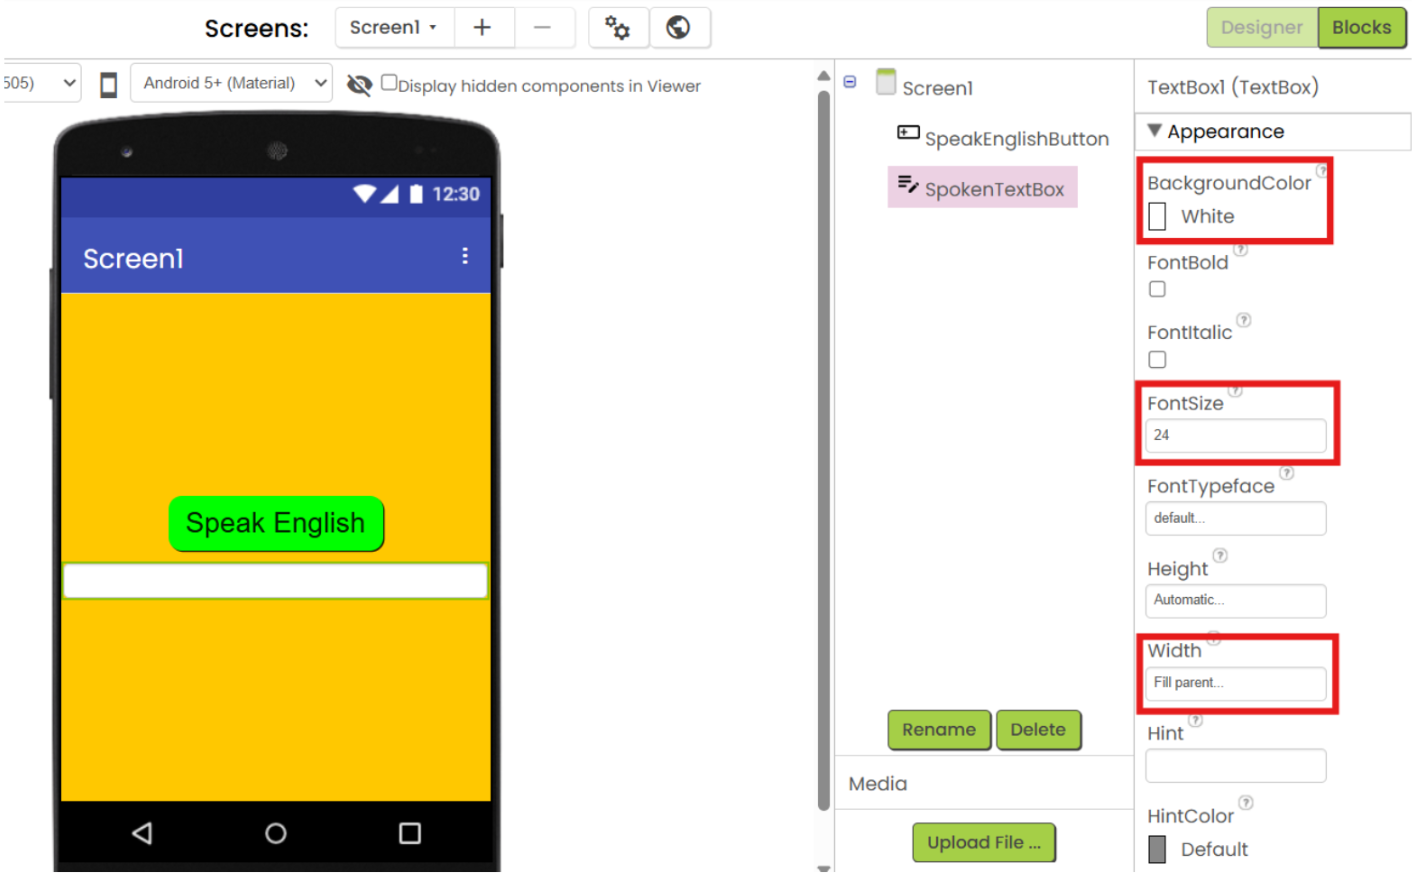 Screens:
Screen1
+
−
Designer
Blocks
505)
Android 5+ (Material)
Display hidden components in Viewer
12:30
Screen1
Speak English
Screen1
SpeakEnglishButton
SpokenTextBox
Rename
Delete
Media
Upload File ...
TextBox1 (TextBox)
Appearance
BackgroundColor ?
White
FontBold ?
FontItalic ?
FontSize ?
24
FontTypeface ?
default...
Height ?
Automatic...
Width ?
Fill parent...
Hint ?
HintColor ?
Default